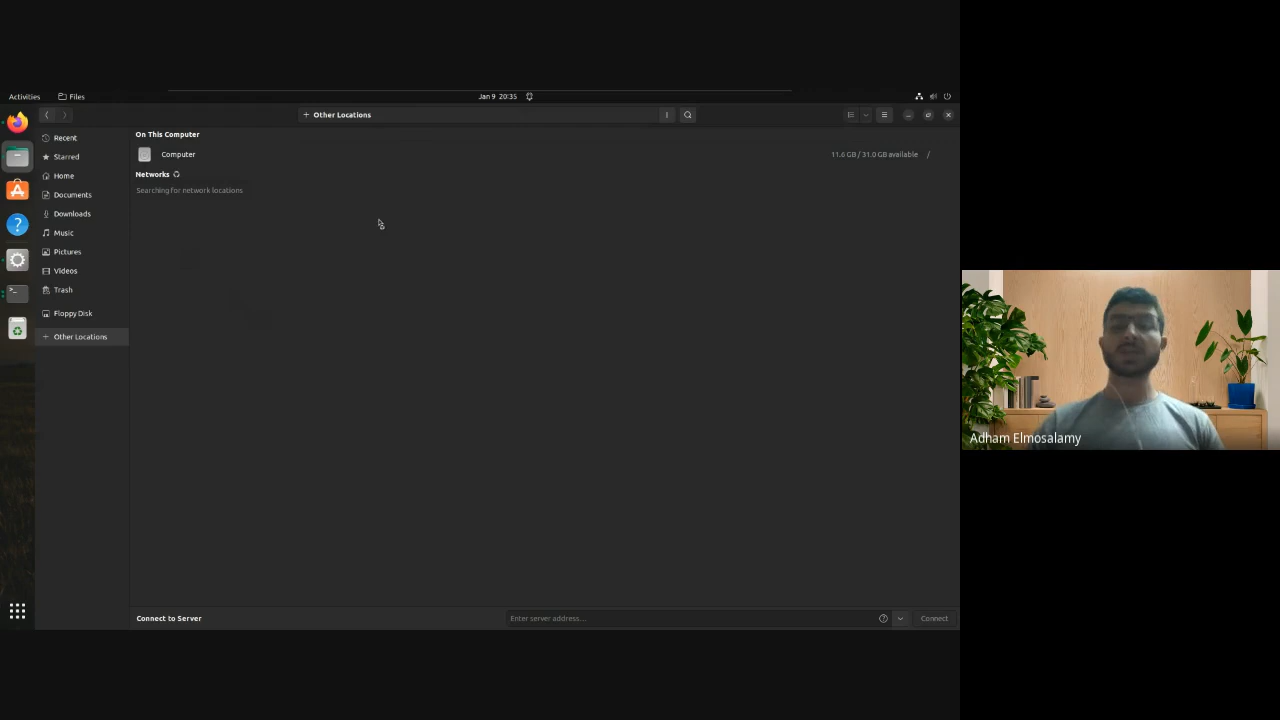 Activities
Files
Jan 9 20:35
Other Locations
Recent
Starred
Home
Documents
Downloads
Music
Pictures
Videos
Trash
Floppy Disk
Other Locations
On This Computer
Computer
11.6 GB / 31.0 GB available
/
Networks
Searching for network locations
Connect to Server
Enter server address…
Connect
Adham Elmosalamy